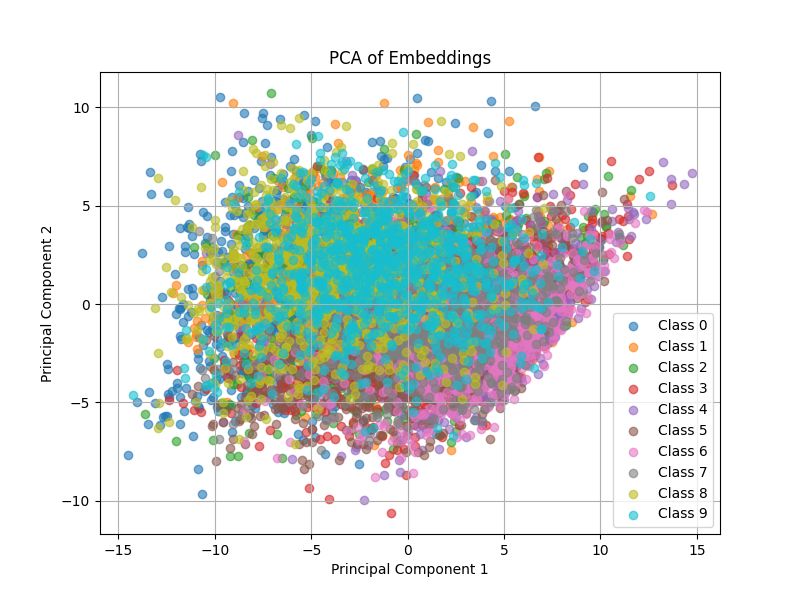 PCA of Embeddings
Principal Component 2
10
5
0
−5
−10
Class 0
Class 1
Class 2
Class 3
Class 4
Class 5
Class 6
Class 7
Class 8
Class 9
−15 −10 −5 0 5 10 15
Principal Component 1